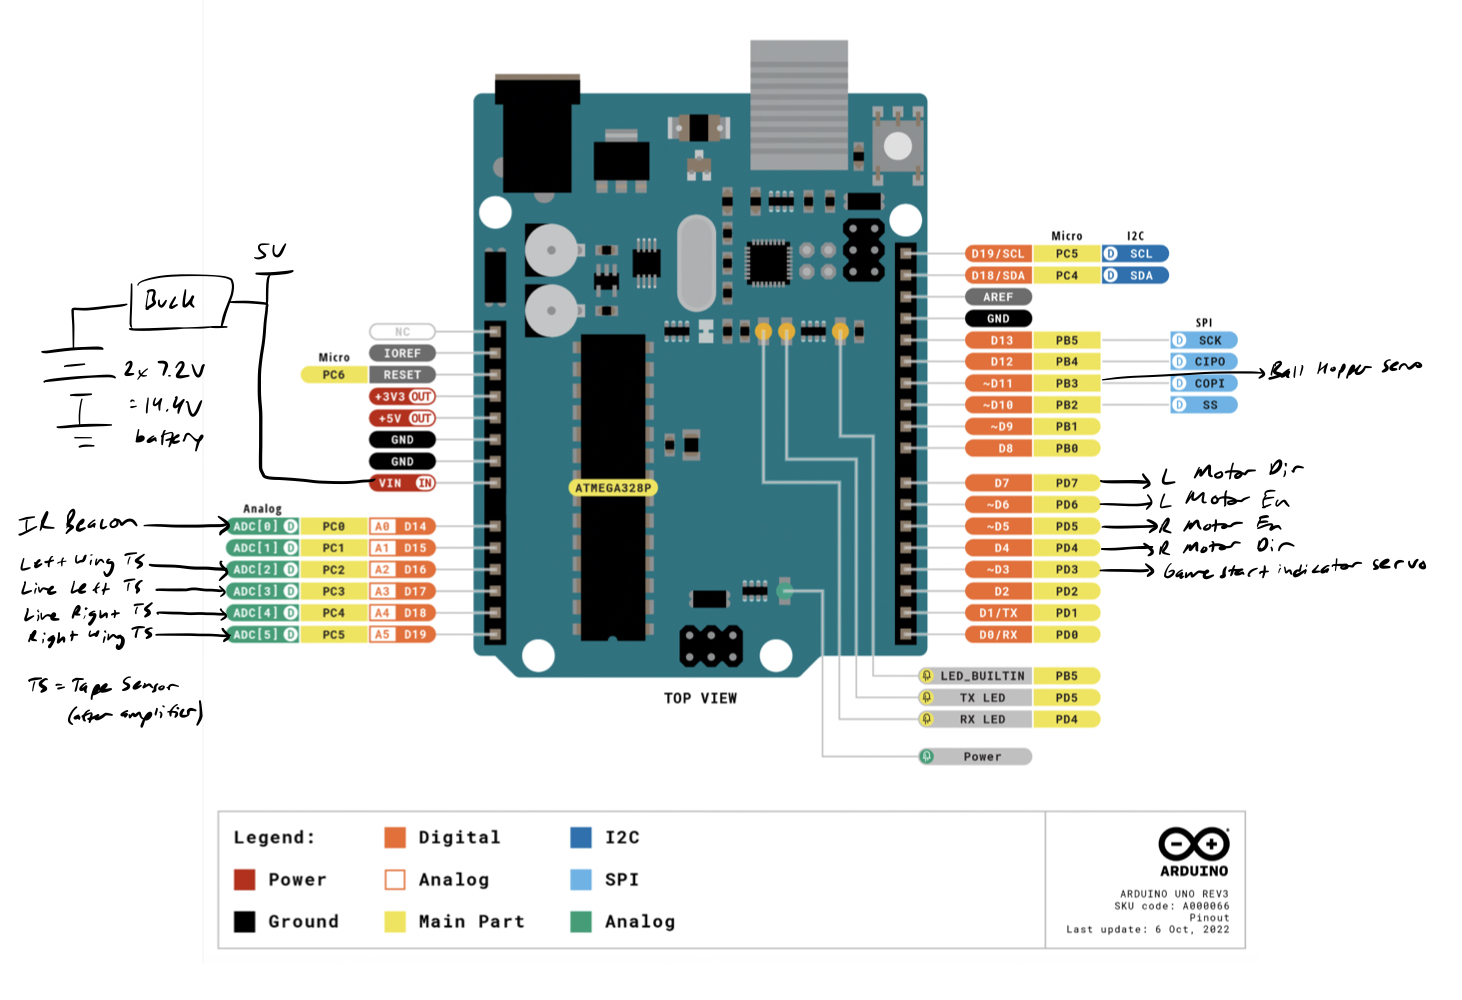 5V
Buck
2x 7.2V
= 14.4V
battery
NC
IOREF
Micro
PC6 RESET
+3V3 OUT
+5V OUT
GND
GND
VIN IN
Analog
IR Beacon ADC[0] D PC0 A0 D14
ADC[1] D PC1 A1 D15
Left Wing TS ADC[2] D PC2 A2 D16
Line Left TS ADC[3] D PC3 A3 D17
Line Right TS ADC[4] D PC4 A4 D18
Right Wing TS ADC[5] D PC5 A5 D19
TS = Tape Sensor
(after amplifier)
ATMEGA328P
TOP VIEW
Micro I2C
D19/SCL PC5 D SCL
D18/SDA PC4 D SDA
AREF
GND
SPI
D13 PB5 D SCK
D12 PB4 D CIPO
~D11 PB3 D COPI Ball Hopper Servo
~D10 PB2 D SS
~D9 PB1
D8 PB0
D7 PD7 L Motor Dir
~D6 PD6 L Motor En
~D5 PD5 R Motor En
D4 PD4 R Motor Dir
~D3 PD3 Game start indicator servo
D2 PD2
D1/TX PD1
D0/RX PD0
LED_BUILTIN PB5
TX LED PD5
RX LED PD4
Power
Legend:
Digital
I2C
Power
Analog
SPI
Ground
Main Part
Analog
ARDUINO
ARDUINO UNO REV3
SKU code: A000066
Pinout
Last update: 6 Oct, 2022